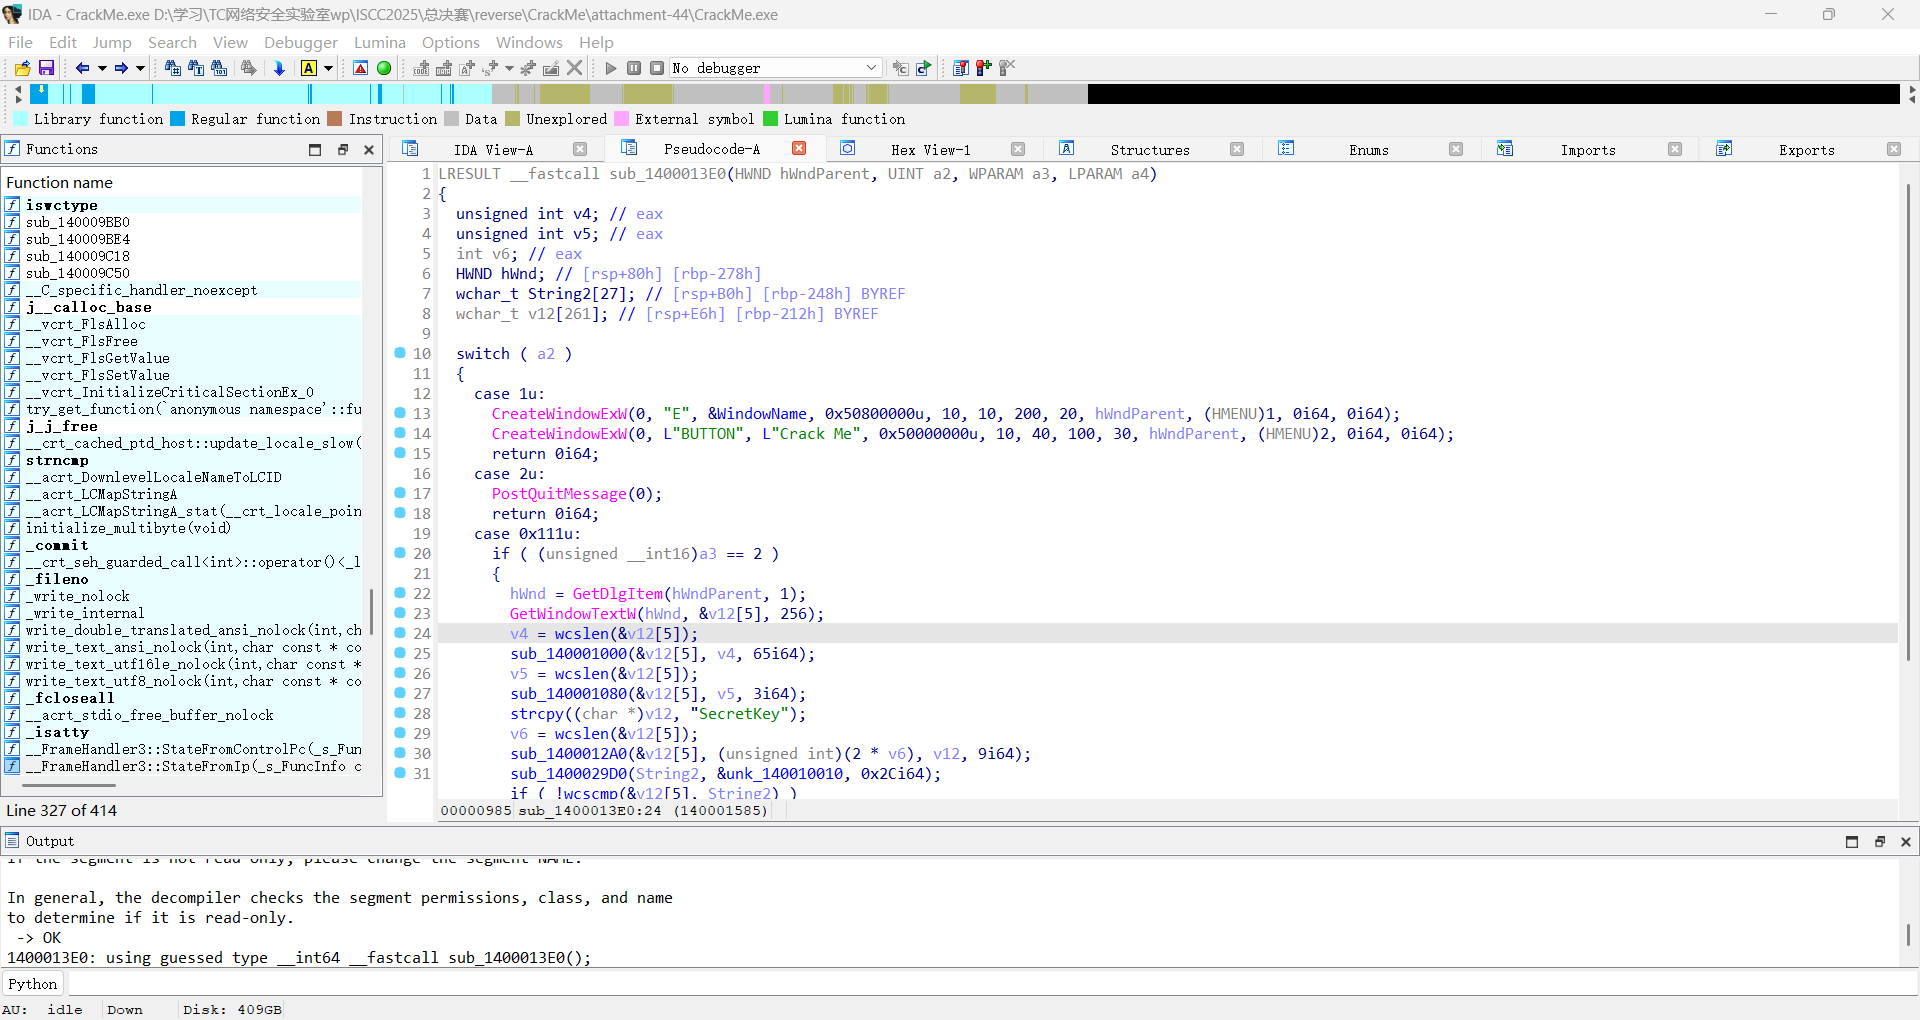 IDA - CrackMe.exe D:\学习\TC网络安全实验室wp\ISCC2025\总决赛\reverse\CrackMe\attachment-44\CrackMe.exe
File Edit Jump Search View Debugger Lumina Options Windows Help
No debugger
Library function Regular function Instruction Data Unexplored External symbol Lumina function
Functions
IDA View-A Pseudocode-A Hex View-1 Structures Enums Imports Exports
Function name
iswctype
sub_140009BB0
sub_140009BE4
sub_140009C18
sub_140009C50
__C_specific_handler_noexcept
j__calloc_base
__vcrt_FlsAlloc
__vcrt_FlsFree
__vcrt_FlsGetValue
__vcrt_FlsSetValue
__vcrt_InitializeCriticalSectionEx_0
try_get_function(`anonymous namespace'::fu
j_j_free
__crt_cached_ptd_host::update_locale_slow(
strncmp
__acrt_DownlevelLocaleNameToLCID
__acrt_LCMapStringA
__acrt_LCMapStringA_stat(__crt_locale_poin
initialize_multibyte(void)
_commit
__crt_seh_guarded_call<int>::operator()<_l
_fileno
_write_nolock
_write_internal
write_double_translated_ansi_nolock(int,ch
write_text_ansi_nolock(int,char const * co
write_text_utf16le_nolock(int,char const *
write_text_utf8_nolock(int,char const * co
_fcloseall
__acrt_stdio_free_buffer_nolock
_isatty
__FrameHandler3::StateFromControlPc(_s_Fun
__FrameHandler3::StateFromIp(_s_FuncInfo c
Line 327 of 414
1 LRESULT __fastcall sub_1400013E0(HWND hWndParent, UINT a2, WPARAM a3, LPARAM a4)
2 {
3 unsigned int v4; // eax
4 unsigned int v5; // eax
5 int v6; // eax
6 HWND hWnd; // [rsp+80h] [rbp-278h]
7 wchar_t String2[27]; // [rsp+B0h] [rbp-248h] BYREF
8 wchar_t v12[261]; // [rsp+E6h] [rbp-212h] BYREF
9
10 switch ( a2 )
11 {
12 case 1u:
13 CreateWindowExW(0, "E", &WindowName, 0x50800000u, 10, 10, 200, 20, hWndParent, (HMENU)1, 0i64, 0i64);
14 CreateWindowExW(0, L"BUTTON", L"Crack Me", 0x50000000u, 10, 40, 100, 30, hWndParent, (HMENU)2, 0i64, 0i64);
15 return 0i64;
16 case 2u:
17 PostQuitMessage(0);
18 return 0i64;
19 case 0x111u:
20 if ( (unsigned __int16)a3 == 2 )
21 {
22 hWnd = GetDlgItem(hWndParent, 1);
23 GetWindowTextW(hWnd, &v12[5], 256);
24 v4 = wcslen(&v12[5]);
25 sub_140001000(&v12[5], v4, 65i64);
26 v5 = wcslen(&v12[5]);
27 sub_140001080(&v12[5], v5, 3i64);
28 strcpy((char *)v12, "SecretKey");
29 v6 = wcslen(&v12[5]);
30 sub_1400012A0(&v12[5], (unsigned int)(2 * v6), v12, 9i64);
31 sub_1400029D0(String2, &unk_140010010, 0x2Ci64);
if ( !wcscmp(&v12[5], String2) )
00000985 sub_1400013E0:24 (140001585)
Output
If the segment is not read only, please change the segment NAME.
In general, the decompiler checks the segment permissions, class, and name
to determine if it is read-only.
-> OK
1400013E0: using guessed type __int64 __fastcall sub_1400013E0();
Python
AU: idle Down Disk: 409GB